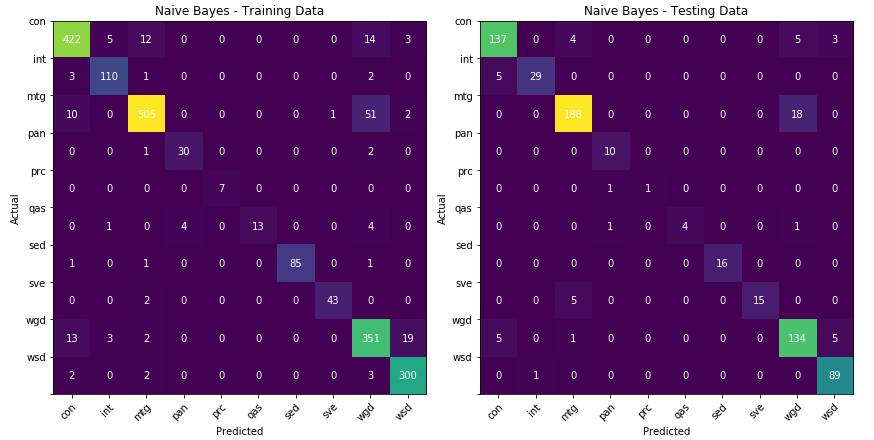 Naive Bayes - Training Data
con
int
mtg
pan
prc
qas
sed
sve
wgd
wsd
Actual
422 5 12 0 0 0 0 0 14 3
3 110 1 0 0 0 0 0 2 0
10 0 505 0 0 0 0 1 51 2
0 0 1 30 0 0 0 0 2 0
0 0 0 0 7 0 0 0 0 0
0 1 0 4 0 13 0 0 4 0
1 0 1 0 0 0 85 0 1 0
0 0 2 0 0 0 0 43 0 0
13 3 2 0 0 0 0 0 351 19
2 0 2 0 0 0 0 0 3 300
con int mtg pan prc qas sed sve wgd wsd
Predicted
Naive Bayes - Testing Data
con
int
mtg
pan
prc
qas
sed
sve
wgd
wsd
Actual
137 0 4 0 0 0 0 0 5 3
5 29 0 0 0 0 0 0 0 0
0 0 188 0 0 0 0 0 18 0
0 0 0 10 0 0 0 0 0 0
0 0 0 1 1 0 0 0 0 0
0 0 0 1 0 4 0 0 1 0
0 0 0 0 0 0 16 0 0 0
0 0 5 0 0 0 0 15 0 0
5 0 1 0 0 0 0 0 134 5
0 1 0 0 0 0 0 0 0 89
con int mtg pan prc qas sed sve wgd wsd
Predicted